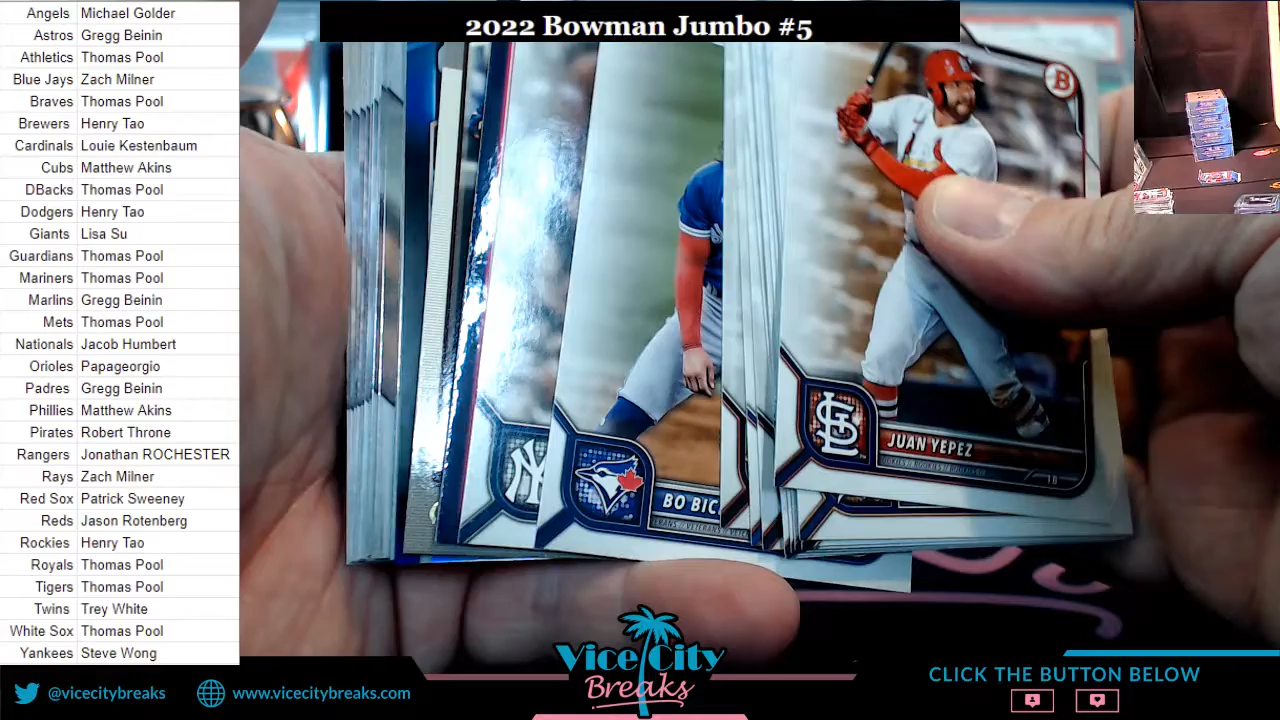 2022 Bowman Jumbo #5
Angels Michael Golder
Astros Gregg Beinin
Athletics Thomas Pool
Blue Jays Zach Milner
Braves Thomas Pool
Brewers Henry Tao
Cardinals Louie Kestenbaum
Cubs Matthew Akins
DBacks Thomas Pool
Dodgers Henry Tao
Giants Lisa Su
Guardians Thomas Pool
Mariners Thomas Pool
Marlins Gregg Beinin
Mets Thomas Pool
Nationals Jacob Humbert
Orioles Papageorgio
Padres Gregg Beinin
Phillies Matthew Akins
Pirates Robert Throne
Rangers Jonathan ROCHESTER
Rays Zach Milner
Red Sox Patrick Sweeney
Reds Jason Rotenberg
Rockies Henry Tao
Royals Thomas Pool
Tigers Thomas Pool
Twins Trey White
White Sox Thomas Pool
Yankees Steve Wong
B
STL
JUAN YEPEZ
1B
NY
BO BIC
@vicecitybreaks
www.vicecitybreaks.com
Vice City
Breaks
CLICK THE BUTTON BELOW